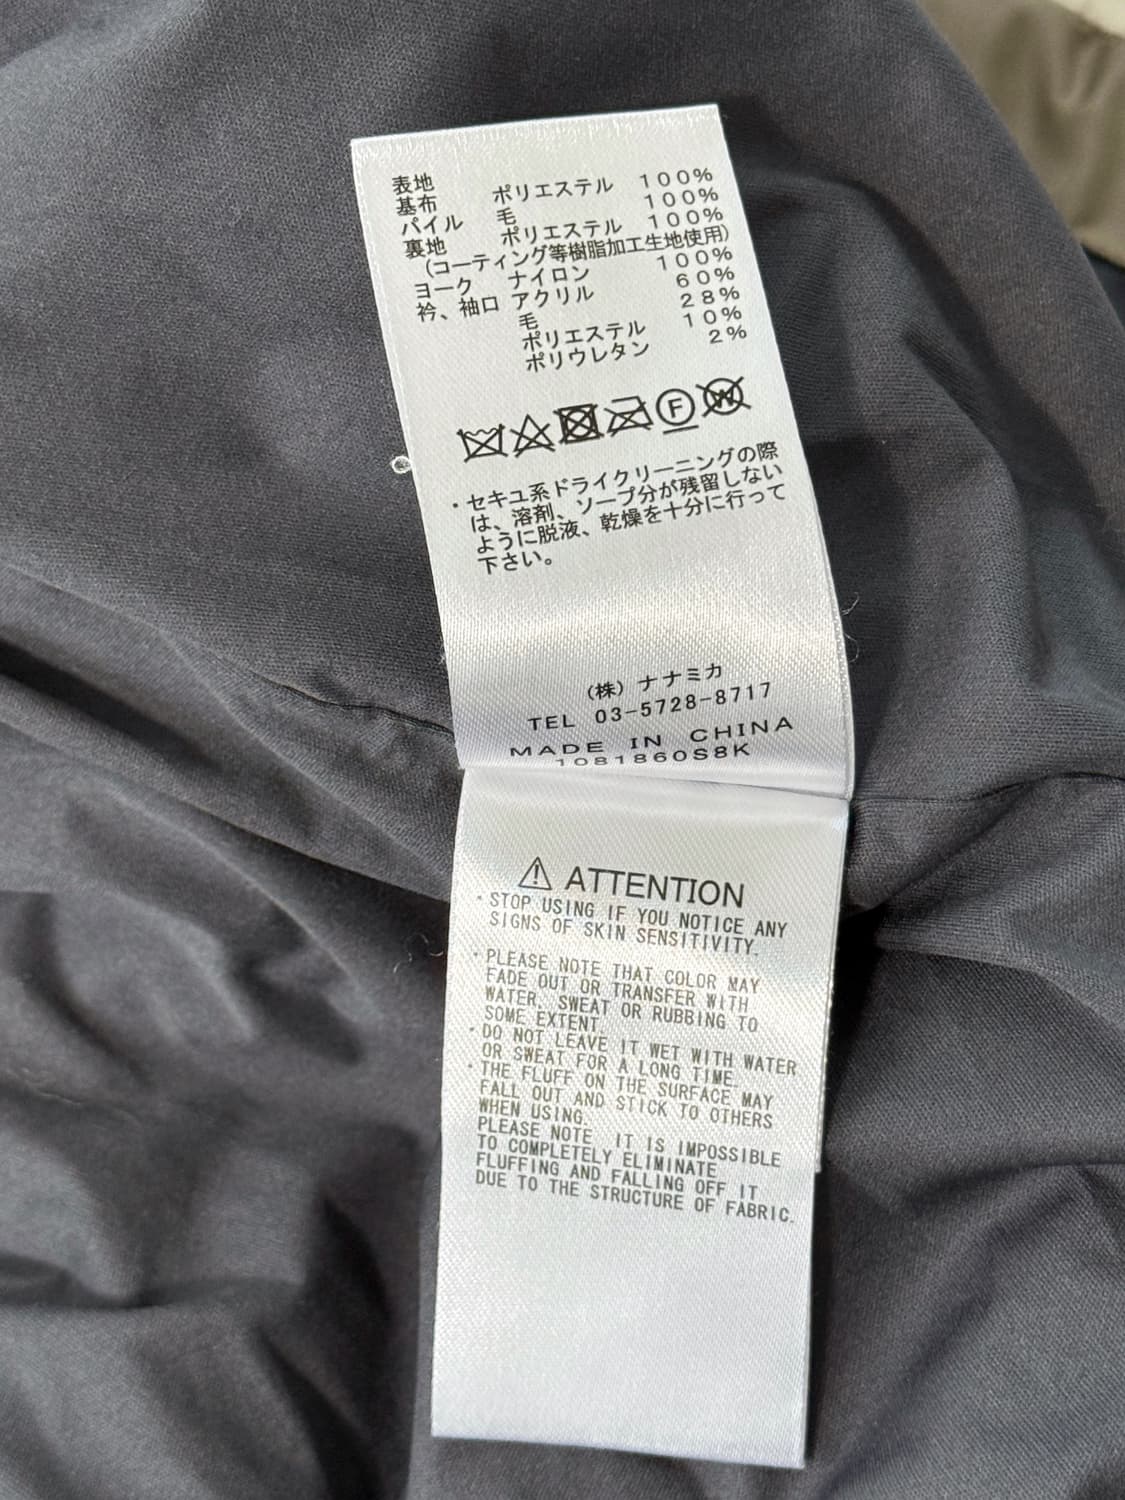 表地 ポリエステル 100%
基布
パイル 毛 100%
ポリエステル 100%
裏地
(コーティング等樹脂加工生地使用)
ヨーク ナイロン 100%
衿、袖口 アクリル 60%
毛 28%
ポリエステル 10%
ポリウレタン 2%
F W
・セキユ系ドライクリーニングの際
は、溶剤、ソープ分が残留しない
ように脱液、乾燥を十分に行って
下さい。
(株) ナナミカ
TEL 03-5728-8717
MADE IN CHINA
1081860S8K
ATTENTION
・STOP USING IF YOU NOTICE ANY
SIGNS OF SKIN SENSITIVITY.
・PLEASE NOTE THAT COLOR MAY
FADE OUT OR TRANSFER WITH
WATER, SWEAT OR RUBBING TO
SOME EXTENT.
・DO NOT LEAVE IT WET WITH WATER
OR SWEAT FOR A LONG TIME.
・THE FLUFF ON THE SURFACE MAY
FALL OUT AND STICK TO OTHERS
WHEN USING.
PLEASE NOTE IT IS IMPOSSIBLE
TO COMPLETELY ELIMINATE
FLUFFING AND FALLING OFF IT
DUE TO THE STRUCTURE OF FABRIC.